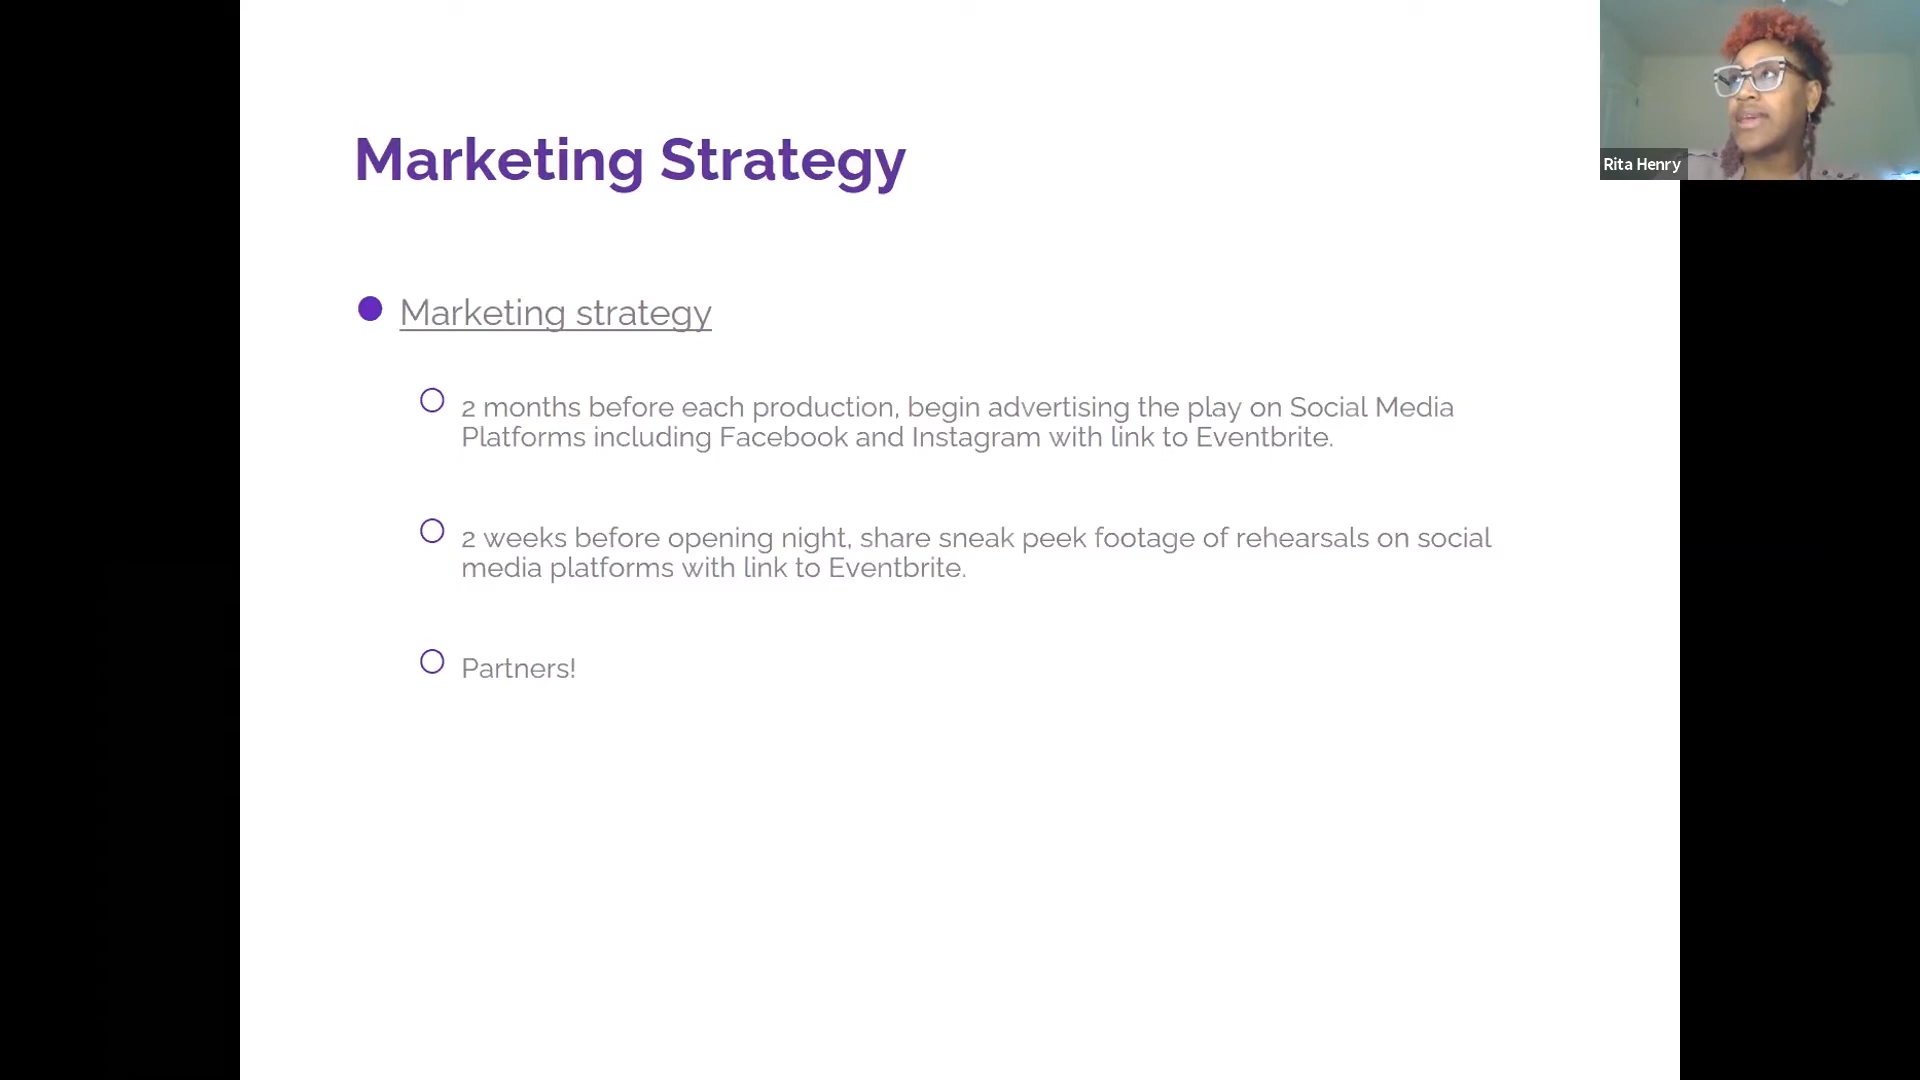 Marketing Strategy
Marketing strategy
2 months before each production, begin advertising the play on Social Media
Platforms including Facebook and Instagram with link to Eventbrite.
2 weeks before opening night, share sneak peek footage of rehearsals on social
media platforms with link to Eventbrite.
Partners!
Rita Henry